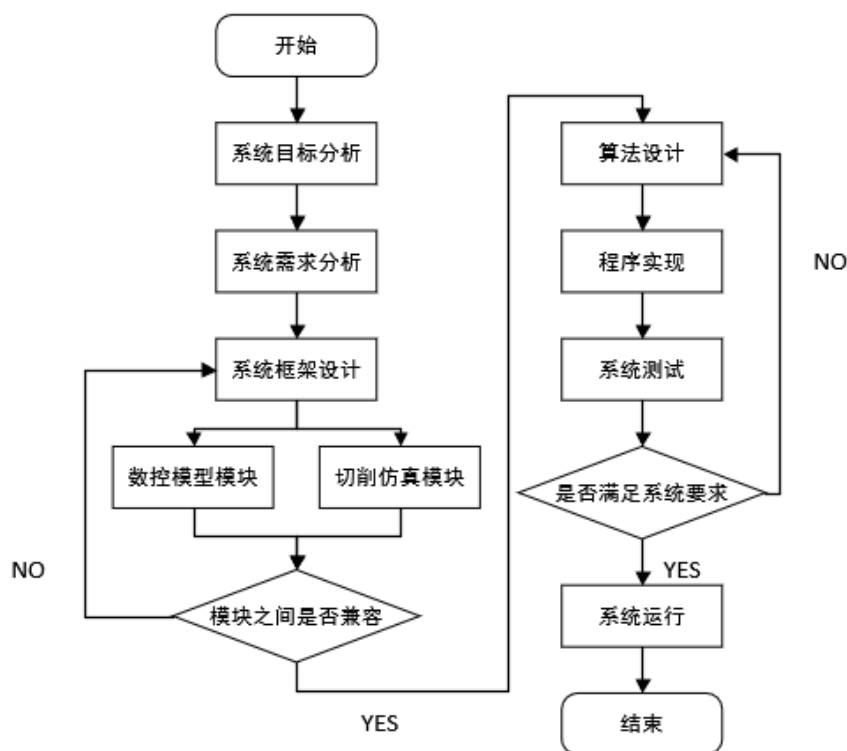 开始
系统目标分析
系统需求分析
系统框架设计
数控模型模块
切削仿真模块
NO
模块之间是否兼容
YES
算法设计
程序实现
NO
系统测试
是否满足系统要求
YES
系统运行
结束